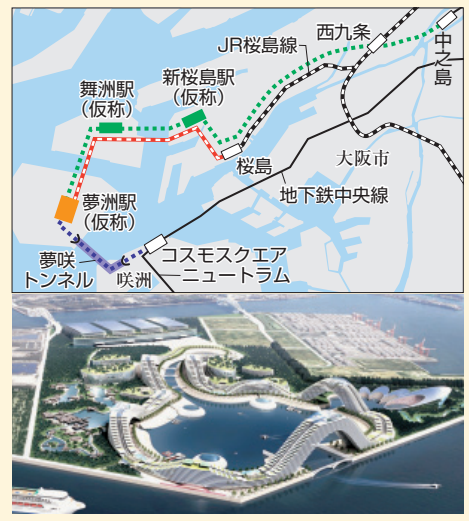 西九条
JR桜島線
中之島
新桜島駅
(仮称)
舞洲駅
(仮称)
桜島
大阪市
夢洲駅
(仮称)
地下鉄中央線
夢咲
トンネル
咲洲
コスモスクエア
ニュートラム